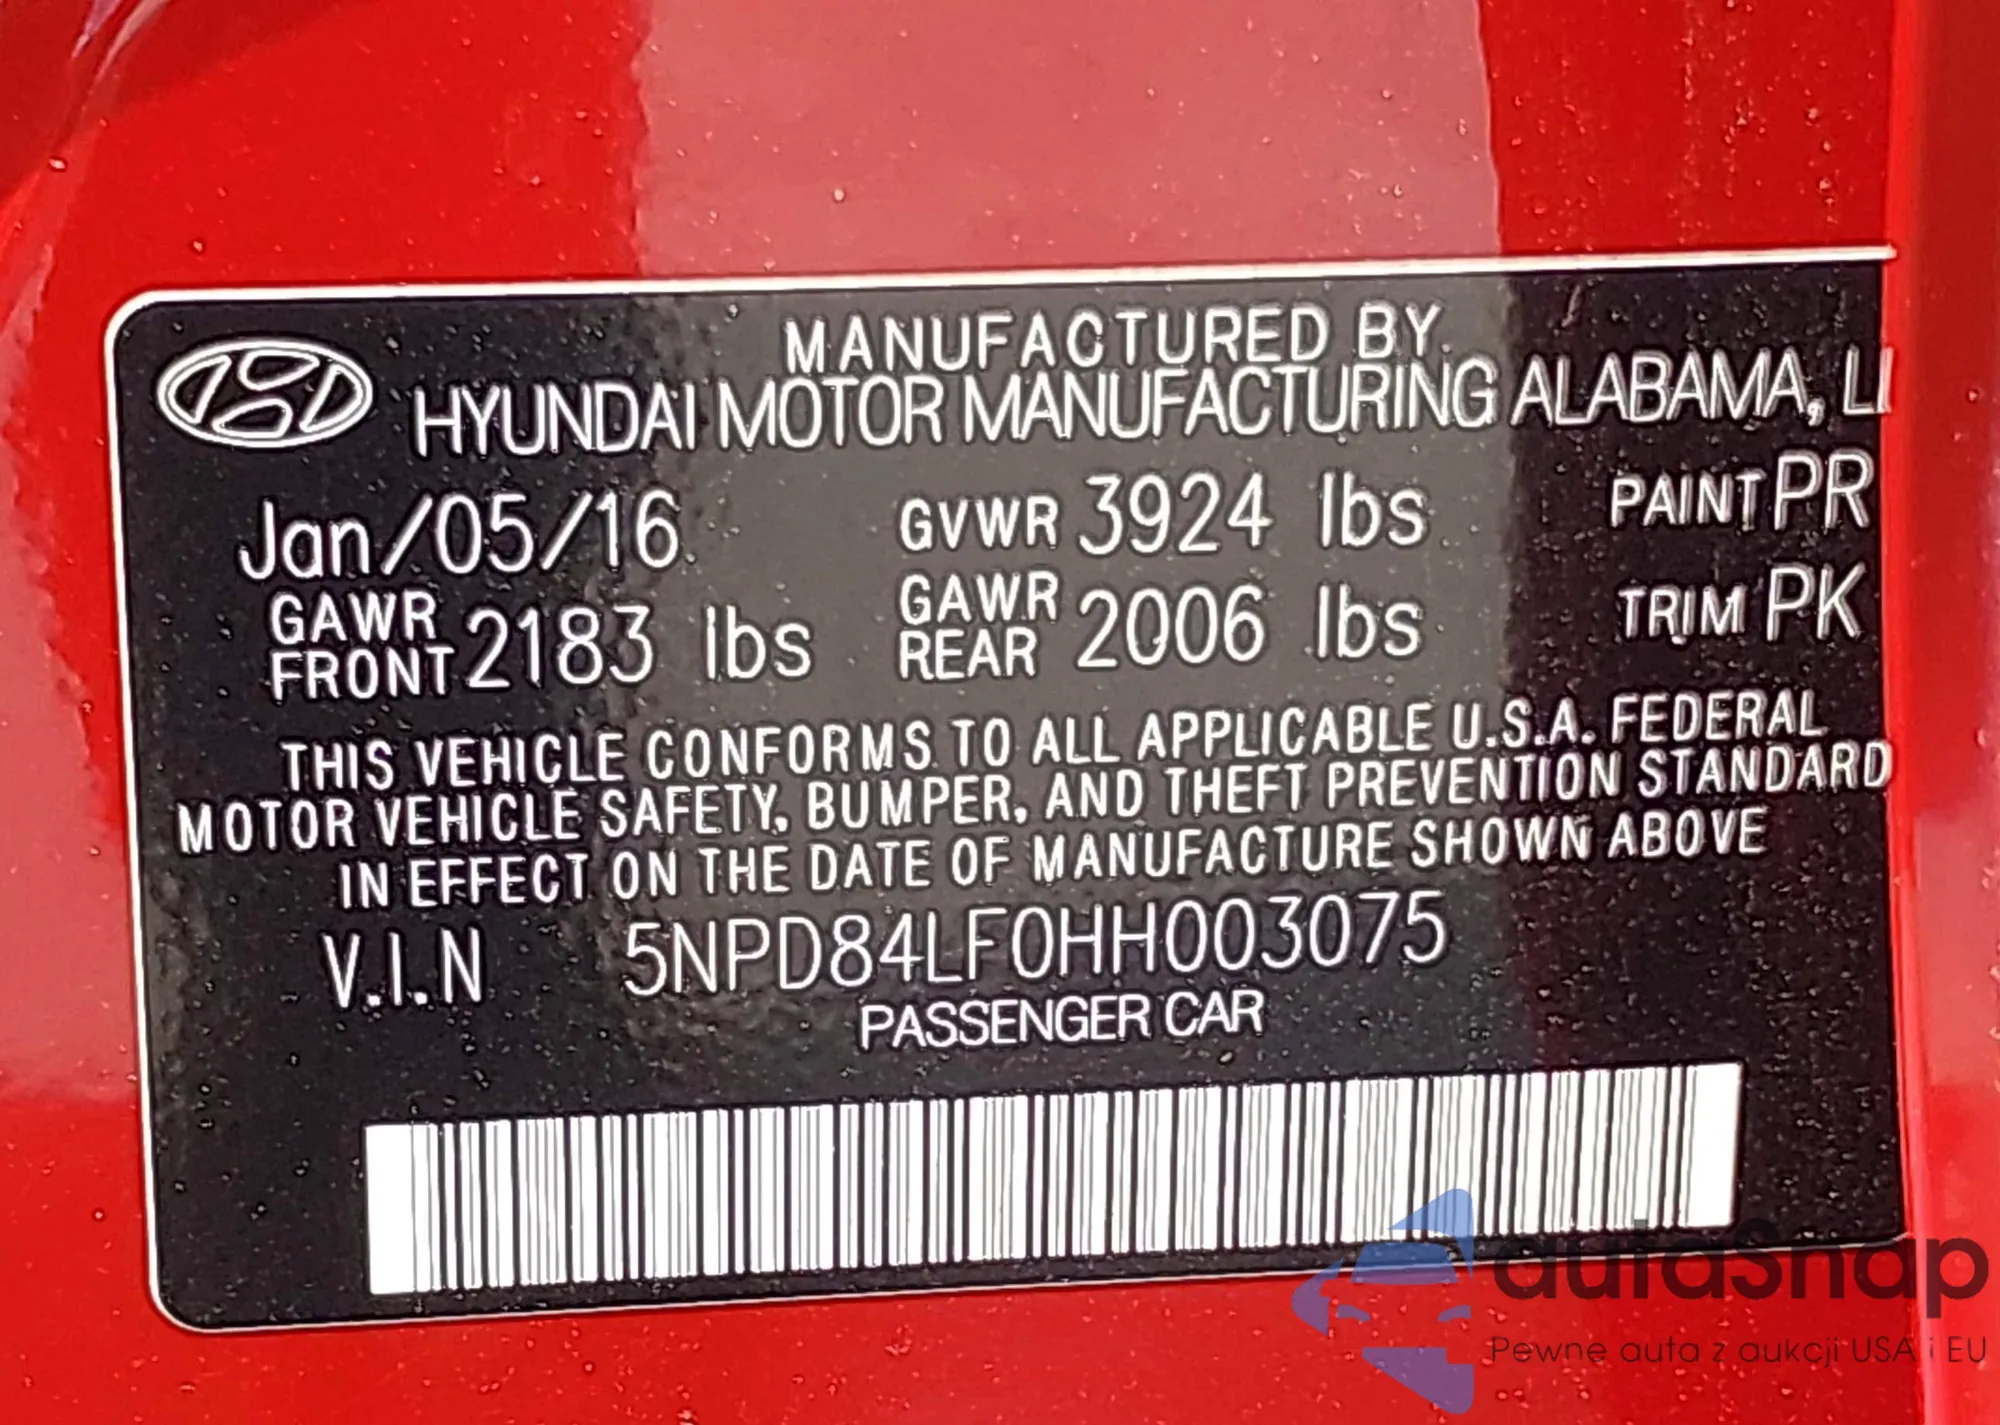 MANUFACTURED BY
HYUNDAI MOTOR MANUFACTURING ALABAMA, LL
Jan/05/16 GVWR 3924 lbs PAINT PR
GAWR FRONT 2183 lbs GAWR REAR 2006 lbs TRIM PK
THIS VEHICLE CONFORMS TO ALL APPLICABLE U.S.A. FEDERAL
MOTOR VEHICLE SAFETY, BUMPER, AND THEFT PREVENTION STANDARD
IN EFFECT ON THE DATE OF MANUFACTURE SHOWN ABOVE
V.I.N 5NPD84LF0HH003075
PASSENGER CAR
autaSnap
Pewne auta z aukcji USA i EU